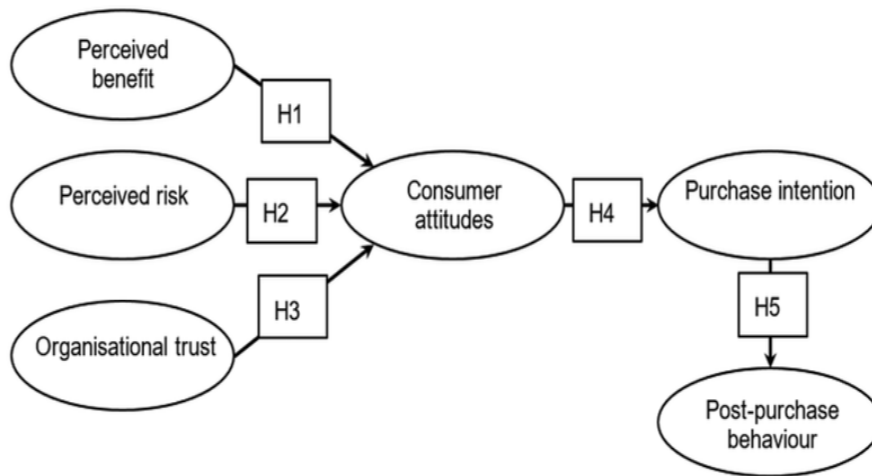 Perceived
benefit
H1
Perceived risk
H2
Consumer
attitudes
H4
Purchase intention
H3
Organisational trust
H5
Post-purchase
behaviour